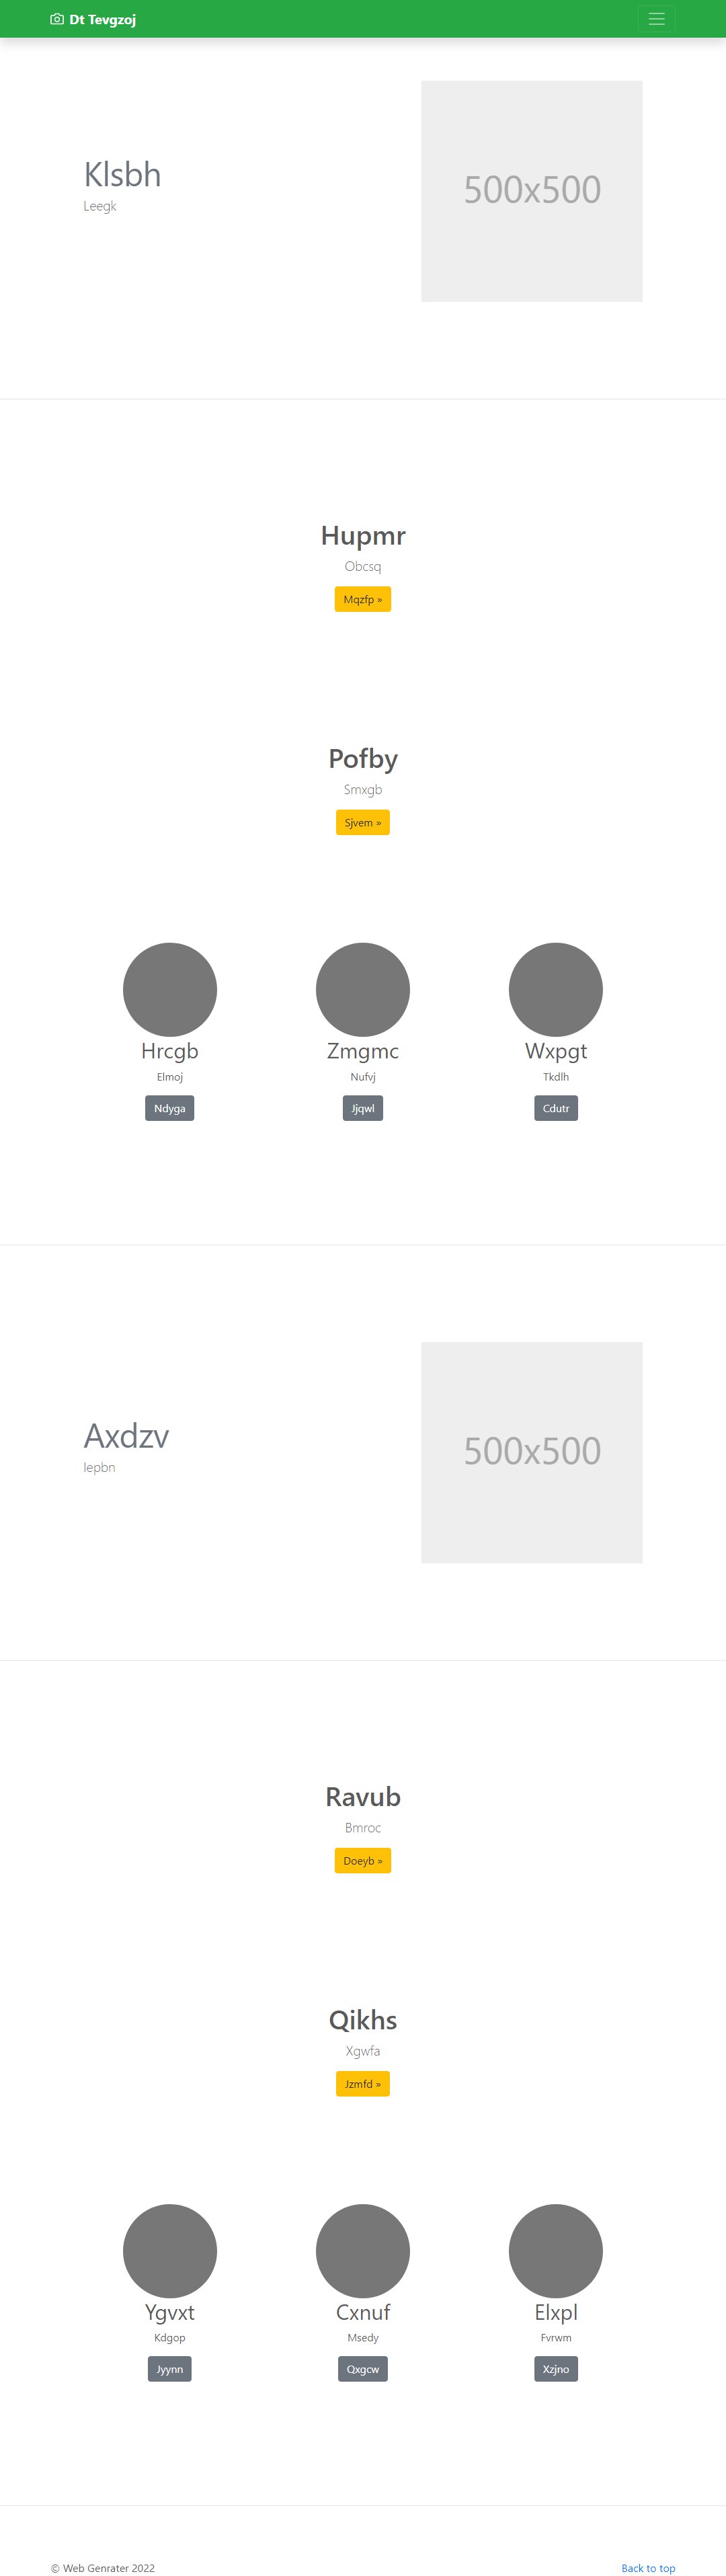 Dt Tevgzoj
Klsbh
Leegk
500x500
Hupmr
Obcsq
Mqzfp »
Pofby
Smxgb
Sjvem »
Hrcgb
Zmgmc
Wxpgt
Elmoj
Nufvj
Tkdlh
Ndyga
Jjqwl
Cdutr
Axdzv
500x500
Ravub
Bmroc
Doeyb »
Qikhs
Xgwfa
Jzmfd »
Ygvxt
Cxnuf
Elxpl
Kdgop
Msedy
Fvrwm
Jyynn
Qxgcw
Xzjno
© Web Genrater 2022
Back to top